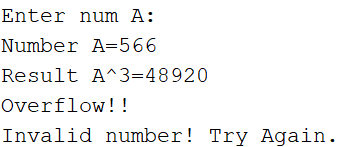 Enter num A:
Number A=566
Result A^3=48920
Overflow!!
Invalid number! Try Again.